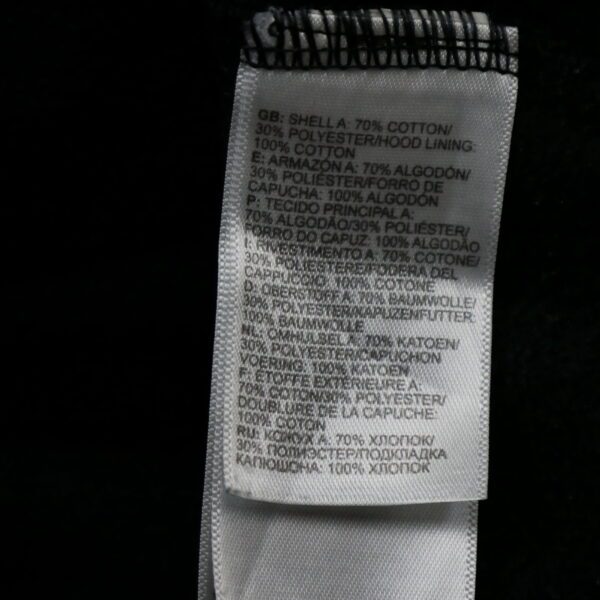 GB: SHELL A: 70% COTTON/
30% POLYESTER/HOOD LINING:
100% COTTON
E: ARMAZÓN A: 70% ALGODÓN/
30% POLIÉSTER/FORRO DE
CAPUCHA: 100% ALGODÓN
P: TECIDO PRINCIPAL A:
70% ALGODÃO/30% POLIÉSTER/
FORRO DO CAPUZ: 100% ALGODÃO
I: RIVESTIMENTO A: 70% COTONE/
30% POLIESTERE/FODERA DEL
CAPPUCCIO: 100% COTONE
D: OBERSTOFF A: 70% BAUMWOLLE/
30% POLYESTER/KAPUZENFUTTER:
100% BAUMWOLLE
NL: OMHULSEL A: 70% KATOEN/
30% POLYESTER/CAPUCHON
VOERING: 100% KATOEN
F: ÉTOFFE EXTÉRIEURE A:
70% COTON/30% POLYESTER/
DOUBLURE DE LA CAPUCHE:
100% COTON
RU: КОЖУХ A: 70% ХЛОПОК/
30% ПОЛИЭСТЕР/ПОДКЛАДКА
КАПЮШОНА: 100% ХЛОПОК